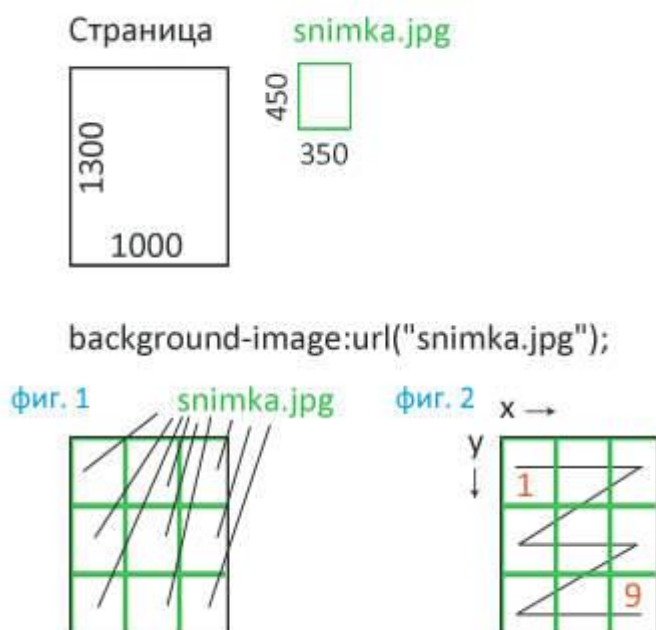 Страница snimka.jpg
450
350
1300
1000
background-image:url("snimka.jpg");
фиг. 1 snimka.jpg фиг. 2 x →
y
↓
1
9